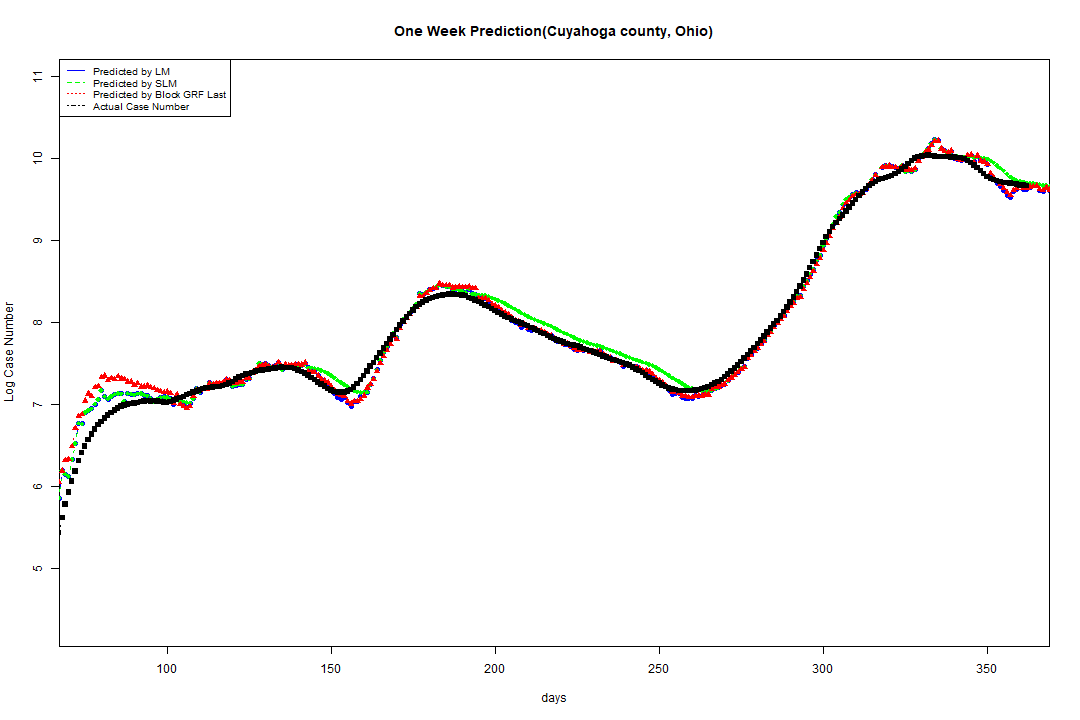 One Week Prediction(Cuyahoga county, Ohio)
Predicted by LM
Predicted by SLM
Predicted by Block GRF Last
Actual Case Number
11
10
9
8
7
6
5
Log Case Number
100 150 200 250 300 350
days